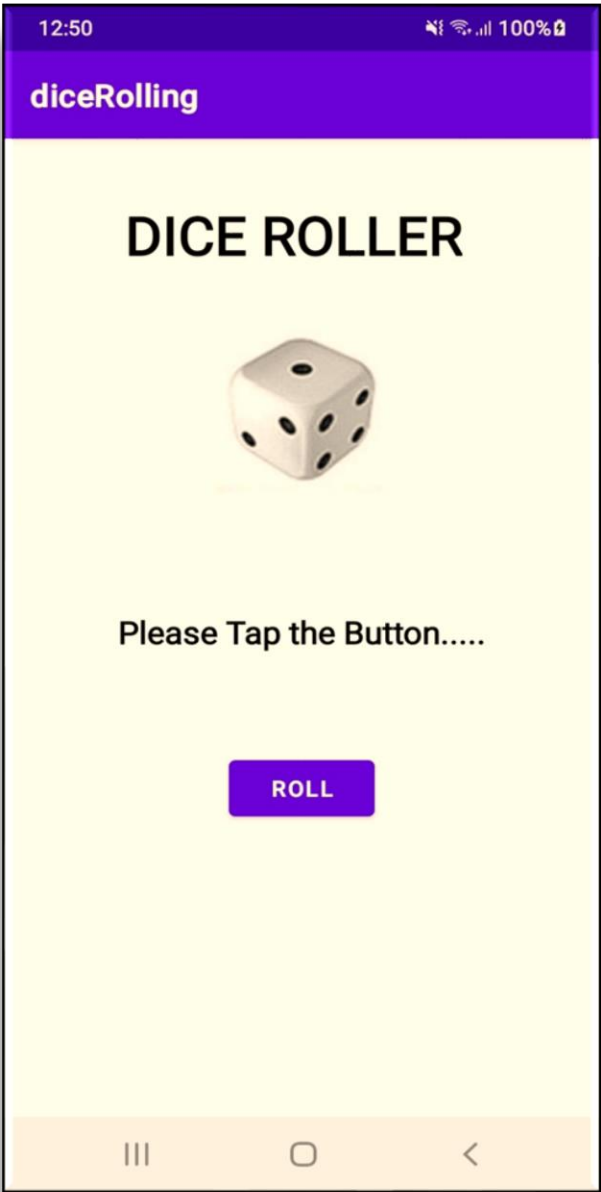 12:50 100%
diceRolling
DICE ROLLER
Please Tap the Button.....
ROLL